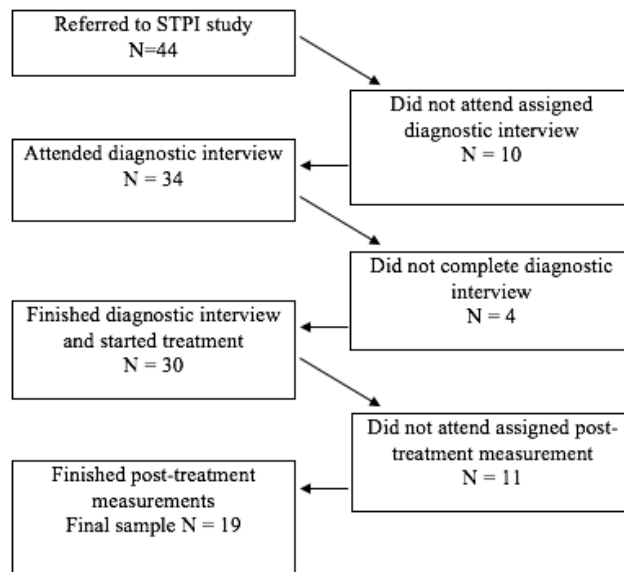 Referred to STPI study
N=44
Did not attend assigned
diagnostic interview
N = 10
Attended diagnostic interview
N = 34
Did not complete diagnostic
interview
N = 4
Finished diagnostic interview
and started treatment
N = 30
Did not attend assigned post-
treatment measurement
N = 11
Finished post-treatment
measurements
Final sample N = 19